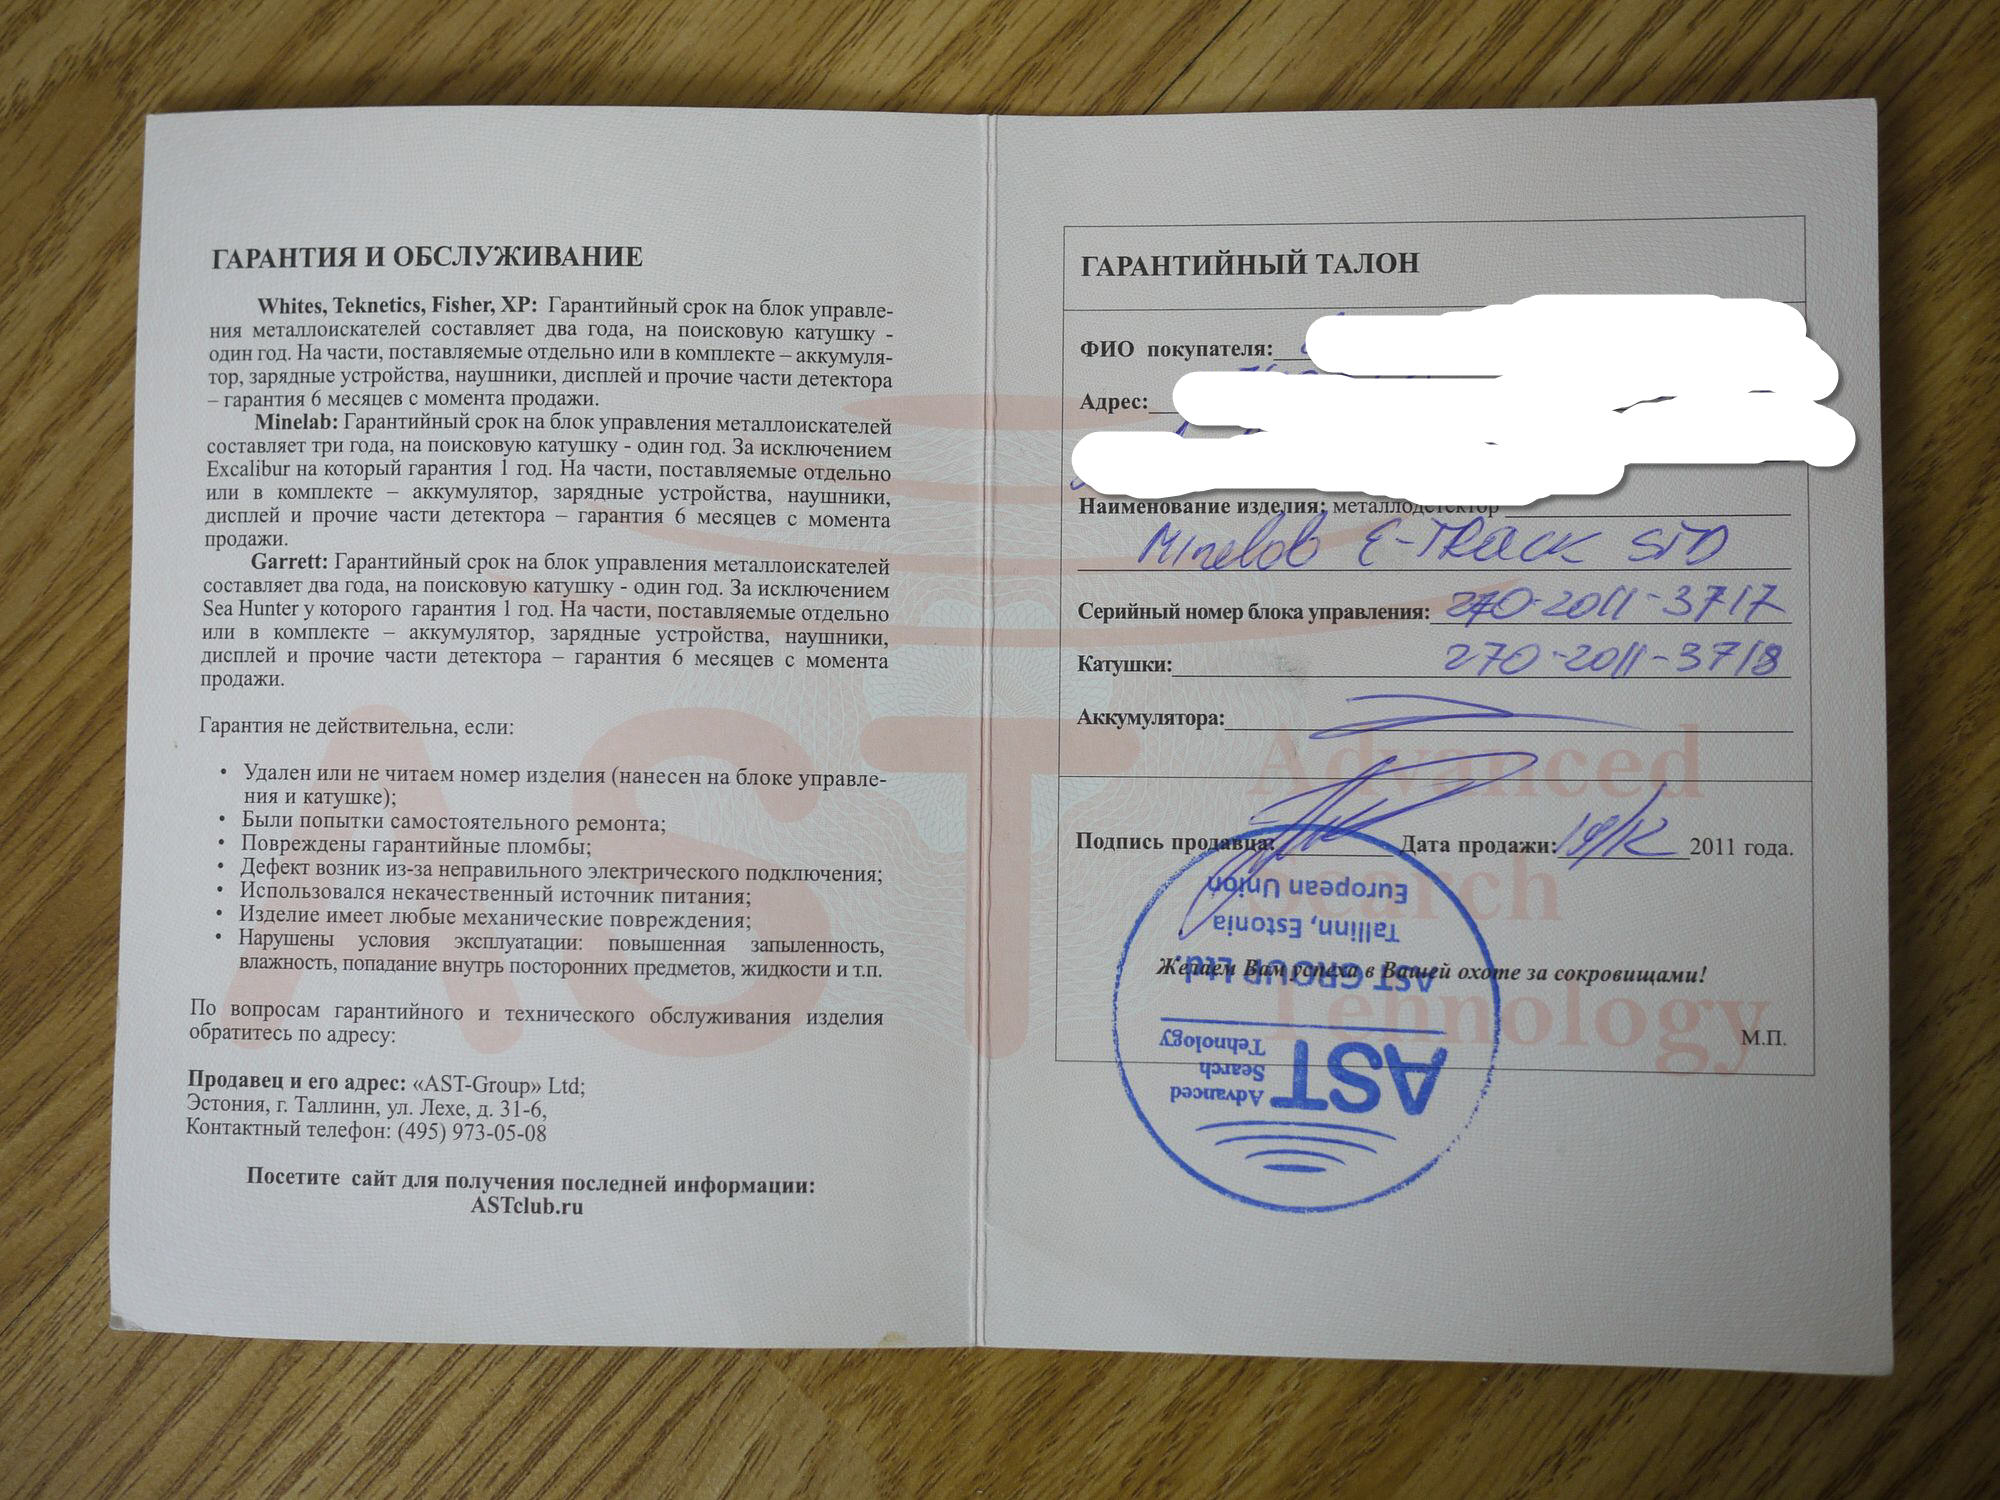 ГАРАНТИЯ И ОБСЛУЖИВАНИЕ
Whites, Teknetics, Fisher, XP: Гарантийный срок на блок управле-
ния металлоискателей составляет два года, на поисковую катушку -
один год. На части, поставляемые отдельно или в комплекте – аккумуля-
тор, зарядные устройства, наушники, дисплей и прочие части детектора
– гарантия 6 месяцев с момента продажи.
Minelab: Гарантийный срок на блок управления металлоискателей
составляет три года, на поисковую катушку - один год. За исключением
Excalibur на который гарантия 1 год. На части, поставляемые отдельно
или в комплекте – аккумулятор, зарядные устройства, наушники,
дисплей и прочие части детектора – гарантия 6 месяцев с момента
продажи.
Garrett: Гарантийный срок на блок управления металлоискателей
составляет два года, на поисковую катушку - один год. За исключением
Sea Hunter у которого гарантия 1 год. На части, поставляемые отдельно
или в комплекте – аккумулятор, зарядные устройства, наушники,
дисплей и прочие части детектора – гарантия 6 месяцев с момента
продажи.
Гарантия не действительна, если:
• Удален или не читаем номер изделия (нанесен на блоке управле-
ния и катушке);
• Были попытки самостоятельного ремонта;
• Повреждены гарантийные пломбы;
• Дефект возник из-за неправильного электрического подключения;
• Использовался некачественный источник питания;
• Изделие имеет любые механические повреждения;
• Нарушены условия эксплуатации: повышенная запыленность,
влажность, попадание внутрь посторонних предметов, жидкости и т.п.
По вопросам гарантийного и технического обслуживания изделия
обратитесь по адресу:
Продавец и его адрес: «AST-Group» Ltd;
Эстония, г. Таллинн, ул. Лехе, д. 31-6,
Контактный телефон: (495) 973-05-08
Посетите сайт для получения последней информации:
ASTclub.ru
AST
Advanced
Search
Tehnology
ГАРАНТИЙНЫЙ ТАЛОН
ФИО покупателя:
Адрес:
Наименование изделия: металлодетектор
Minelab E-TRACK STD
Серийный номер блока управления: 270-2011-3717
Катушки: 270-2011-3718
Аккумулятора:
Подпись продавца: Дата продажи: 19/12 2011 года.
Желаем Вам успеха в Вашей охоте за сокровищами!
М.П.
AST
Advanced
Search
Tehnology
AST GROUP Ltd.
Tallinn, Estonia
European Union